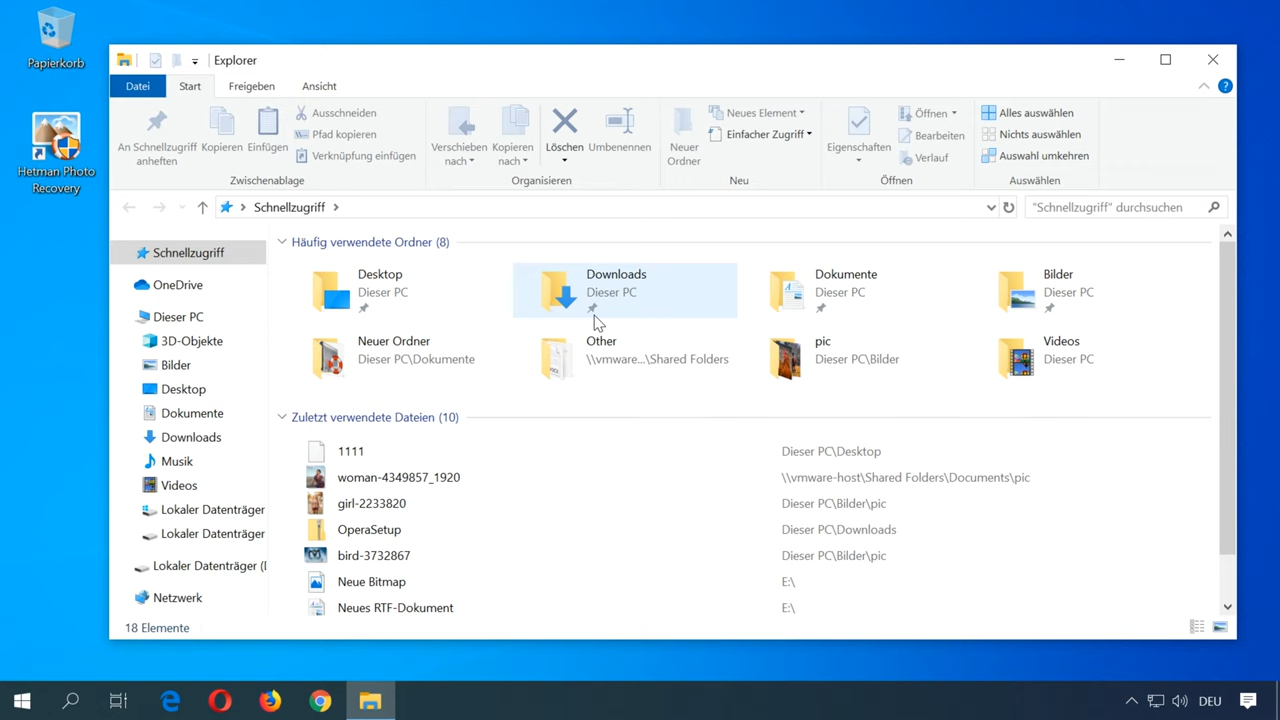 Papierkorb
Hetman Photo
Recovery
Explorer
Datei
Start
Freigeben
Ansicht
An Schnellzugriff
anheften
Kopieren
Einfügen
Ausschneiden
Pfad kopieren
Verknüpfung einfügen
Zwischenablage
Verschieben
nach
Kopieren
nach
Löschen
Umbenennen
Organisieren
Neuer
Ordner
Neues Element
Einfacher Zugriff
Neu
Eigenschaften
Öffnen
Bearbeiten
Verlauf
Öffnen
Alles auswählen
Nichts auswählen
Auswahl umkehren
Auswählen
Schnellzugriff
"Schnellzugriff" durchsuchen
Schnellzugriff
OneDrive
Dieser PC
3D-Objekte
Bilder
Desktop
Dokumente
Downloads
Musik
Videos
Lokaler Datenträger
Lokaler Datenträger
Lokaler Datenträger (
Netzwerk
Häufig verwendete Ordner (8)
Desktop
Dieser PC
Downloads
Dieser PC
Dokumente
Dieser PC
Bilder
Dieser PC
Neuer Ordner
Dieser PC\Dokumente
Other
\\vmware...\Shared Folders
pic
Dieser PC\Bilder
Videos
Dieser PC
Zuletzt verwendete Dateien (10)
1111 Dieser PC\Desktop
woman-4349857_1920 \\vmware-host\Shared Folders\Documents\pic
girl-2233820 Dieser PC\Bilder\pic
OperaSetup Dieser PC\Downloads
bird-3732867 Dieser PC\Bilder\pic
Neue Bitmap E:\
Neues RTF-Dokument E:\
18 Elemente
DEU